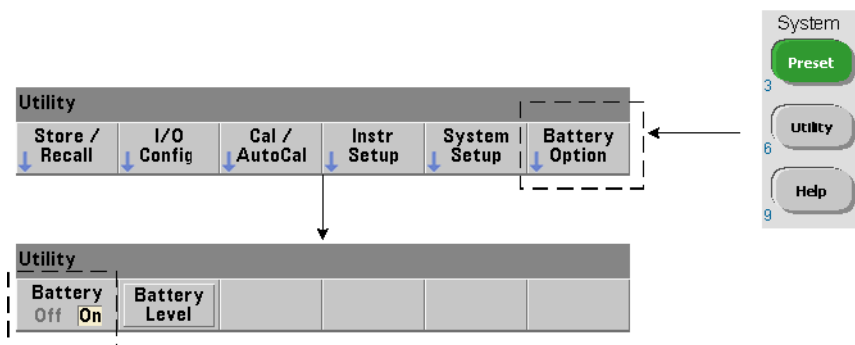 System
Preset
3
Utility
6
Help
9
Utility
Store / Recall
I/O Config
Cal / AutoCal
Instr Setup
System Setup
Battery Option
Utility
Battery
Off On
Battery Level